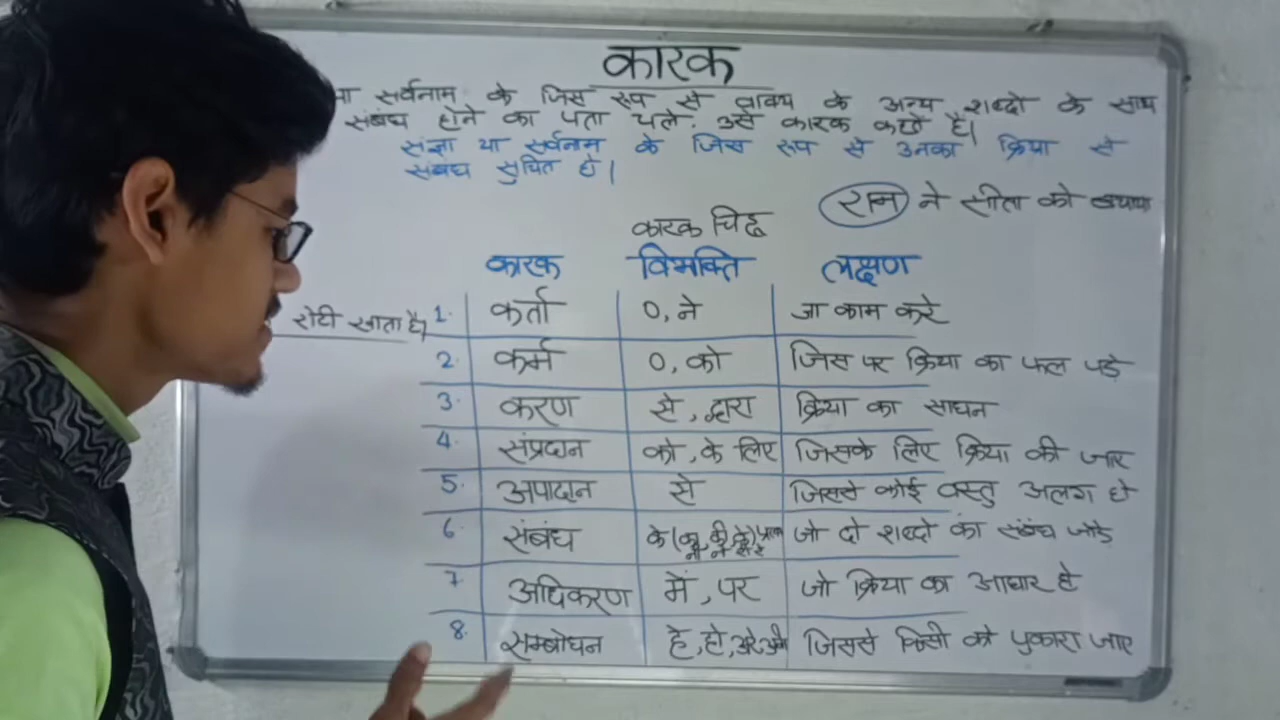 कारक
सर्वनाम के जिस रूप से वाक्य के अन्य शब्दो के साथ
संबंध होने का पता चले, उसे कारक कहते है।
संज्ञा या सर्वनाम के जिस रूप से उनका क्रिया से
संबंध सुचित हो।
राम ने सीता को
कारक चिह्न
कारक विभक्ति लक्षण
रोटी खाता है।
1. कर्ता 0, ने जो काम करे
2. कर्म 0, को जिस पर क्रिया का फल पड़े
3. करण से, द्वारा क्रिया का साधन
4. संप्रदान को, के लिए जिसके लिए क्रिया की जाए
5. अपादान से जिससे कोई वस्तु अलग हो
6. संबंध के जो दो शब्दो का संबंध जोड़े
7. अधिकरण में, पर जो क्रिया का आधार हो
8. सम्बोधन हे, हो, अरे, जिससे किसी को पुकारा जाए